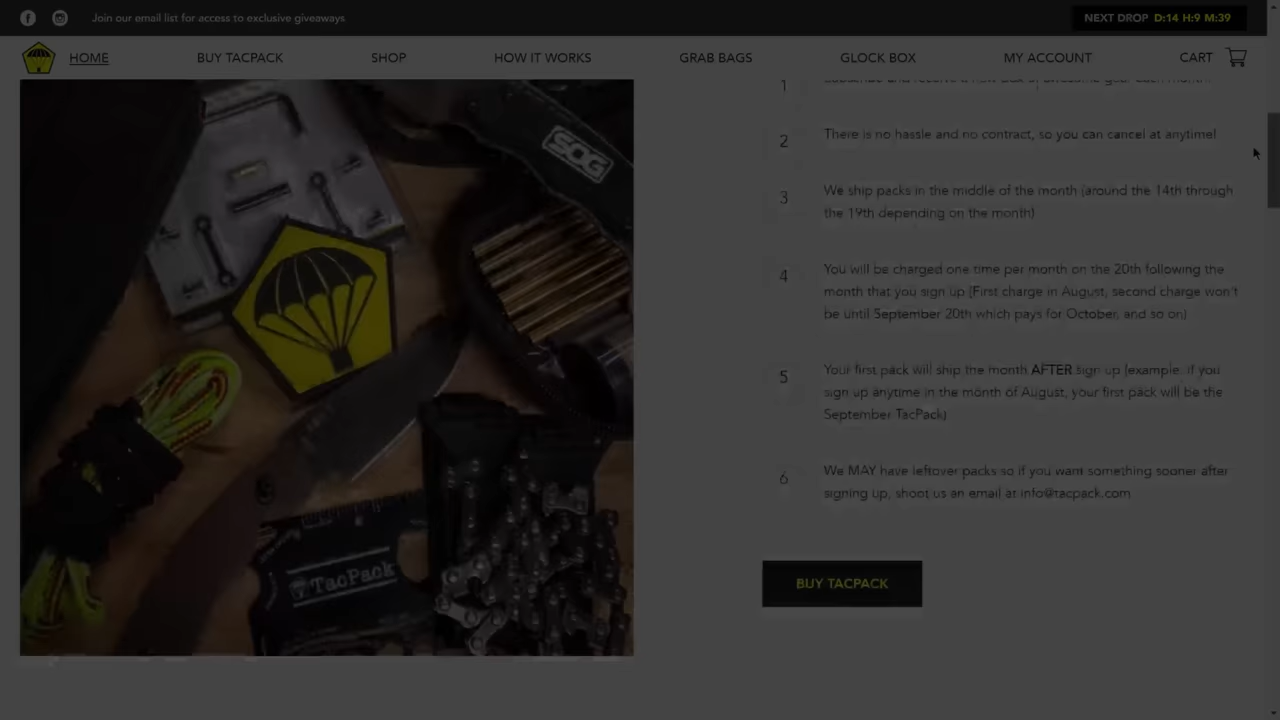 Join our email list for access to exclusive giveaways
NEXT DROP D:14 H:9 M:39
HOME BUY TACPACK SHOP HOW IT WORKS GRAB BAGS GLOCK BOX MY ACCOUNT CART
SOG
TacPack
1
2 There is no hassle and no contract, so you can cancel at anytime!
3 We ship packs in the middle of the month (around the 14th through
the 19th depending on the month)
4 You will be charged one time per month on the 20th following the
month that you sign up (First charge in August, second charge won't
be until September 20th which pays for October, and so on)
5 Your first pack will ship the month AFTER sign up (example: if you
sign up anytime in the month of August, your first pack will be the
September TacPack)
6 We MAY have leftover packs so if you want something sooner after
signing up, shoot us an email at info@tacpack.com
BUY TACPACK